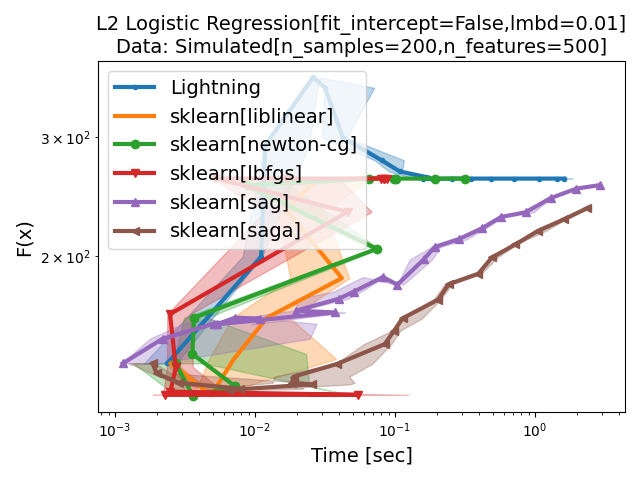 L2 Logistic Regression[fit_intercept=False,lmbd=0.01]
Data: Simulated[n_samples=200,n_features=500]
F(x)
3 × 10²
2 × 10²
Lightning
sklearn[liblinear]
sklearn[newton-cg]
sklearn[lbfgs]
sklearn[sag]
sklearn[saga]
10⁻³ 10⁻² 10⁻¹ 10⁰
Time [sec]